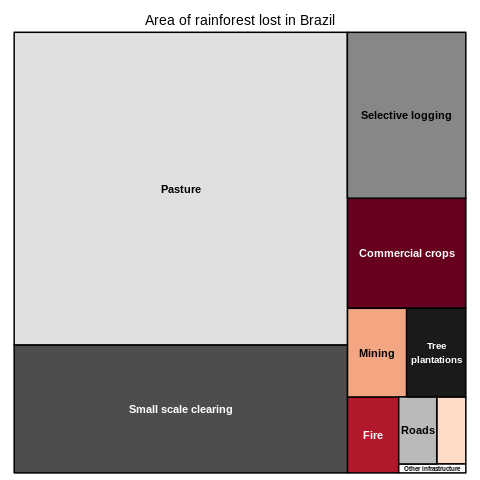 Area of rainforest lost in Brazil
Selective logging
Pasture
Commercial crops
Mining
Tree
plantations
Small scale clearing
Fire
Roads
Other infrastructure